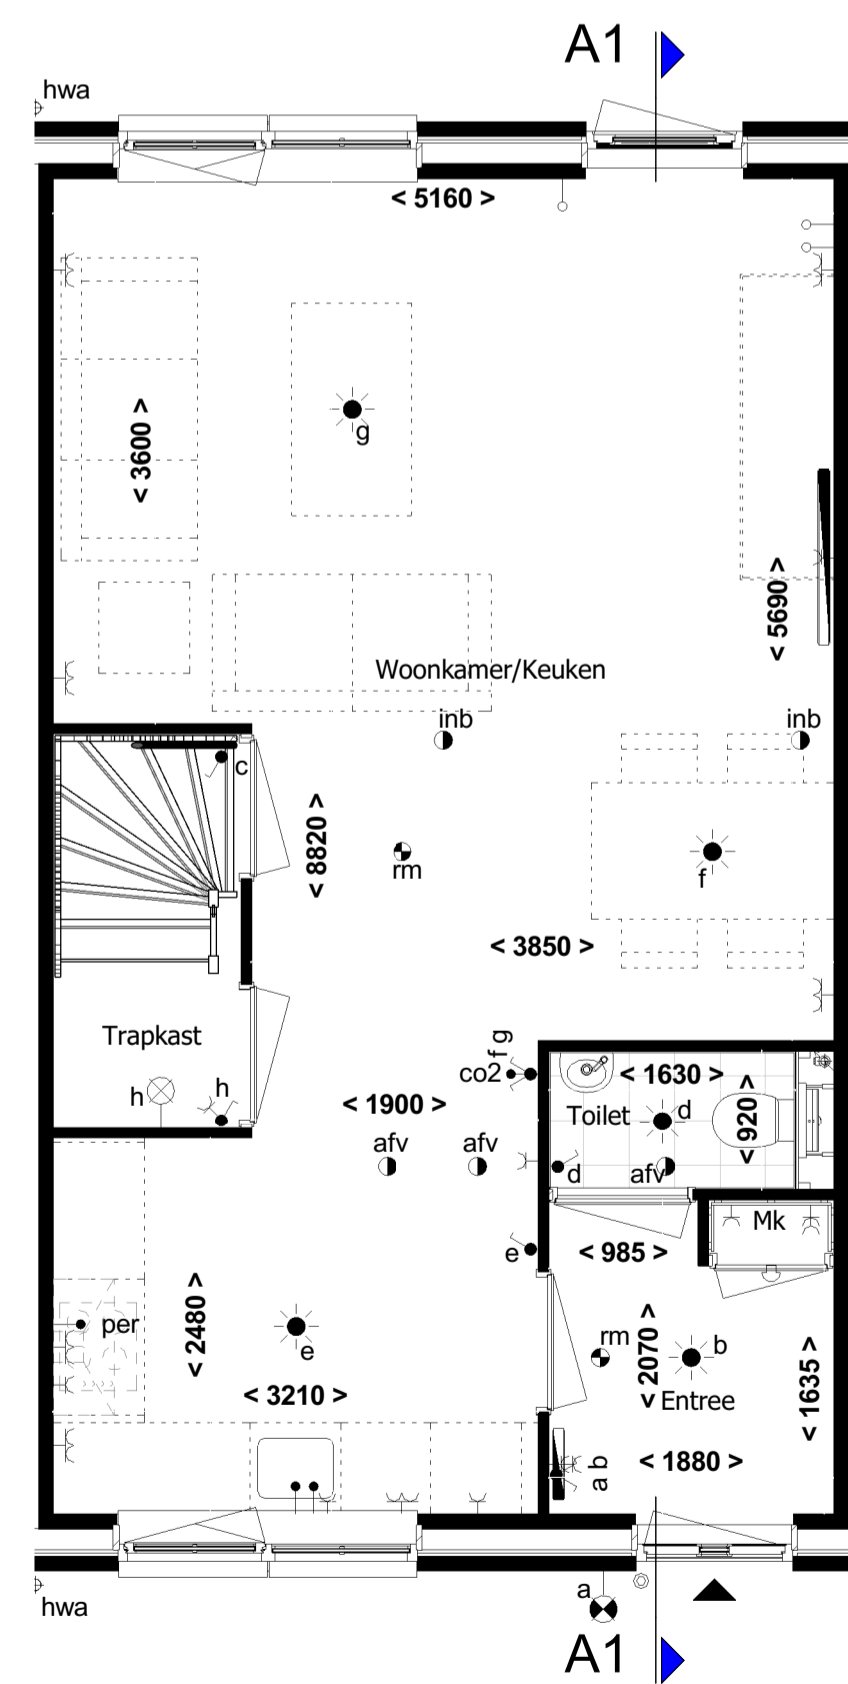 A1
hwa
< 5160 >
g
< 3600 >
< 5690 >
Woonkamer/Keuken
inb
inb
c
< 8820 >
rm
f
< 3850 >
Trapkast
f g
co2
< 1630 >
h
h
< 1900 >
Toilet
d
< 920 >
afv
afv
d
afv
Mk
e
< 985 >
per
< 2480 >
e
rm
< 2070 >
b
< 1635 >
< 3210 >
Entree
a b
< 1880 >
a
hwa
A1